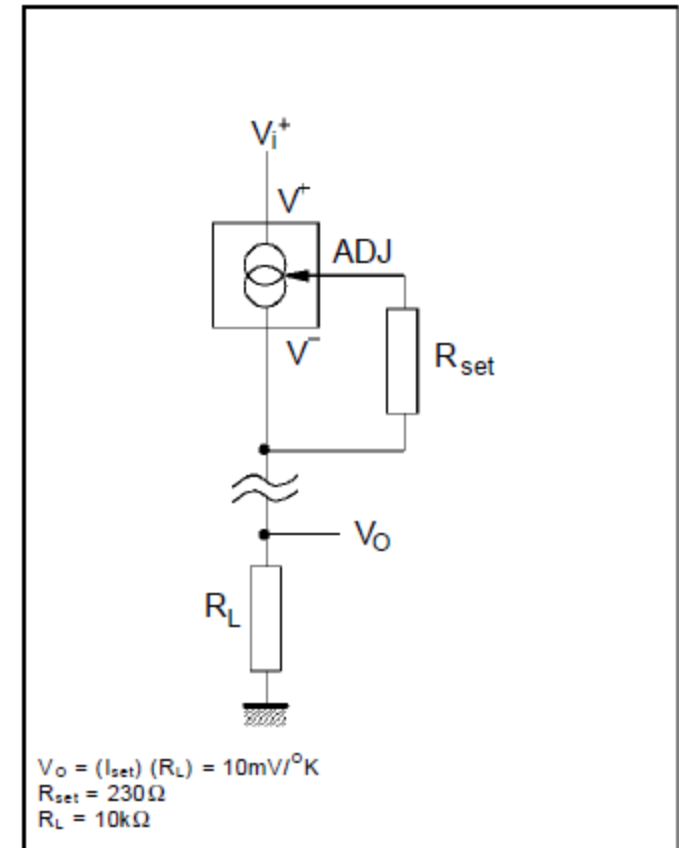 Vi+
V+
ADJ
V−
Rset
VO
RL
VO = (Iset) (RL) = 10mV/°K
Rset = 230Ω
RL = 10kΩ